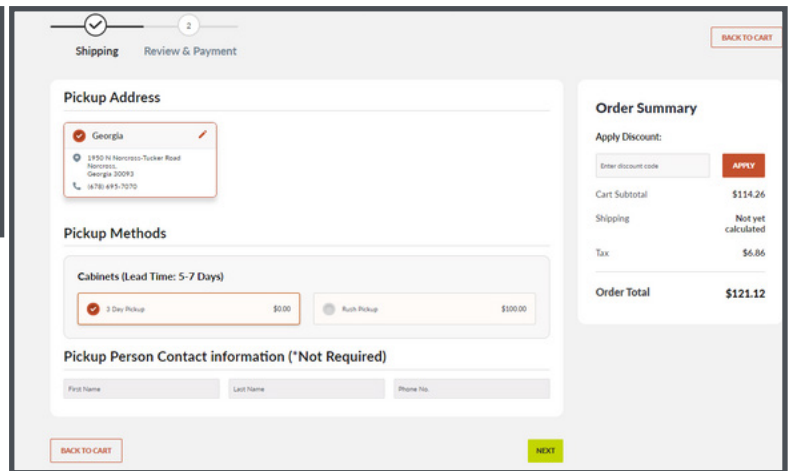 2
Shipping Review & Payment
BACK TO CART
Pickup Address
Georgia
1950 N Norcross-Tucker Road
Norcross,
Georgia 30093
(678) 695-7070
Pickup Methods
Cabinets (Lead Time: 5-7 Days)
3 Day Pickup $0.00 Rush Pickup $100.00
Pickup Person Contact information (*Not Required)
First Name Last Name Phone No.
BACK TO CART NEXT
Order Summary
Apply Discount:
Enter discount code APPLY
Cart Subtotal $114.26
Shipping Not yet
calculated
Tax $6.86
Order Total $121.12